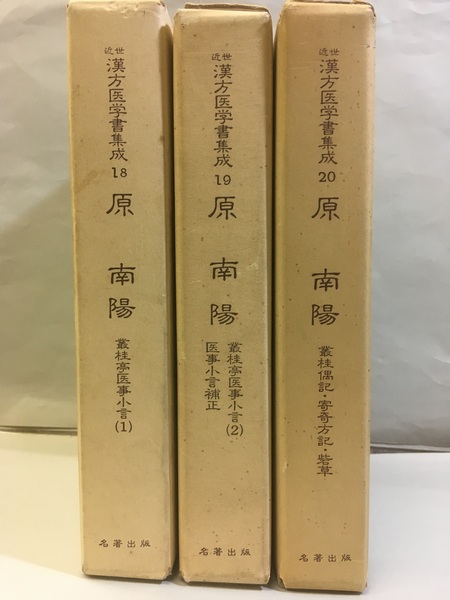 近世
漢方医学書集成
18
原
南陽
叢桂亭医事小言(1)
名著出版
近世
漢方医学書集成
19
原
南陽
叢桂亭医事小言(2)
医事小言補正
名著出版
近世
漢方医学書集成
20
原
南陽
叢桂偶記・寄奇方記・砦草
名著出版